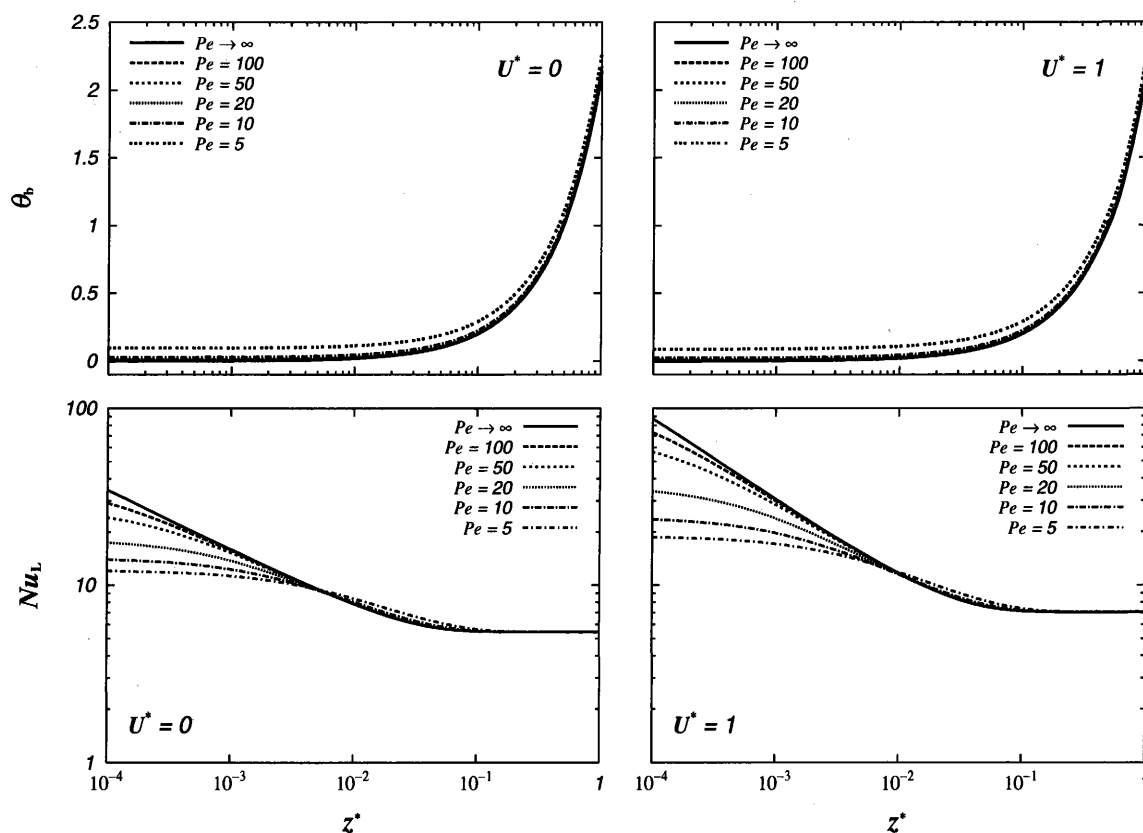 2.5
2
1.5
1
0.5
0
θb
Pe → ∞
Pe = 100
Pe = 50
Pe = 20
Pe = 10
Pe = 5
U* = 0
Pe → ∞
Pe = 100
Pe = 50
Pe = 20
Pe = 10
Pe = 5
U* = 1
100
10
1
NuL
Pe → ∞
Pe = 100
Pe = 50
Pe = 20
Pe = 10
Pe = 5
U* = 0
10⁻⁴ 10⁻³ 10⁻² 10⁻¹ 1
z*
Pe → ∞
Pe = 100
Pe = 50
Pe = 20
Pe = 10
Pe = 5
U* = 1
10⁻⁴ 10⁻³ 10⁻² 10⁻¹ 1
z*